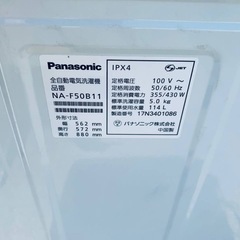 Panasonic
全自動電気洗濯機
品番
NA-F50B11
外形寸法
幅 562 mm
奥行 572 mm
高さ 880 mm
IPX4
JET
定格電圧 100 V ～
定格周波数 50/60 Hz
定格消費電力 355/430 W
標準洗濯容量 5.0 kg
標準使用水量 114 L
製造番号 17N3401086
パナソニック株式会社
中国製